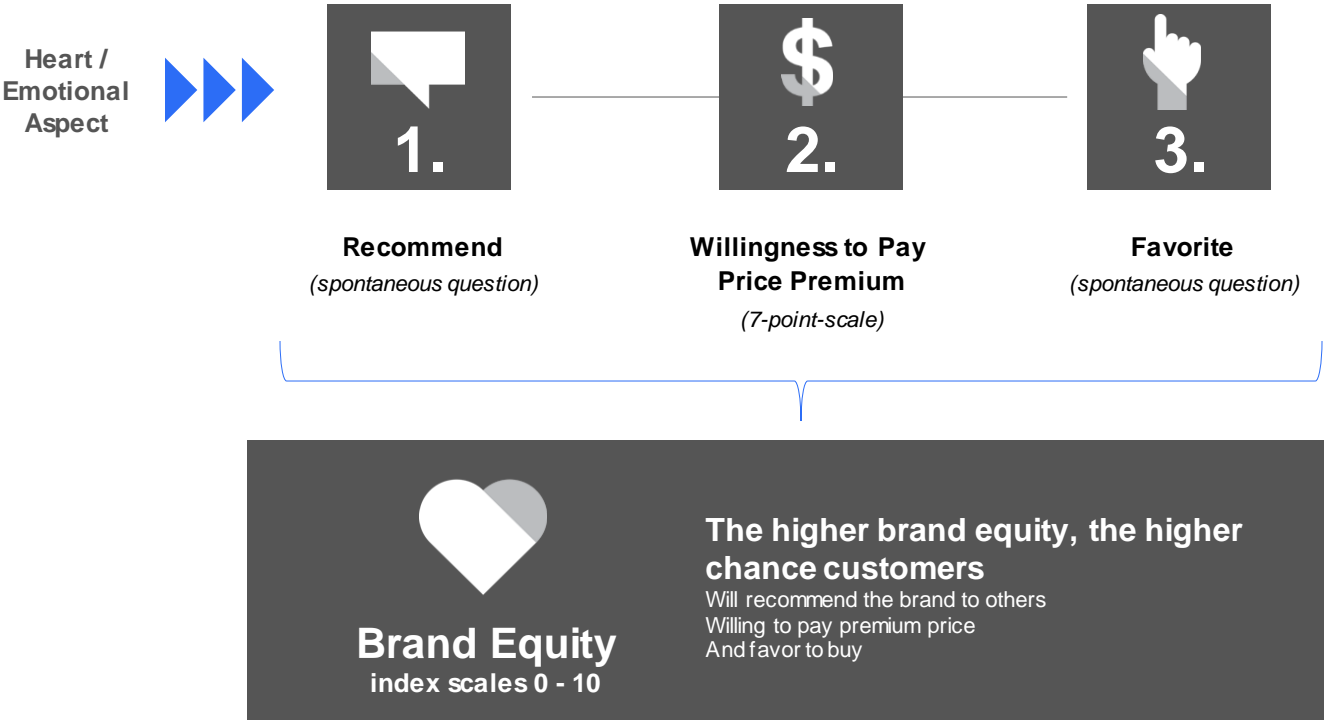 Heart /
Emotional
Aspect
$
1.
2.
3.
Recommend
(spontaneous question)
Willingness to Pay
Price Premium
(7-point-scale)
Favorite
(spontaneous question)
Brand Equity
index scales 0 - 10
The higher brand equity, the higher
chance customers
Will recommend the brand to others
Willing to pay premium price
And favor to buy